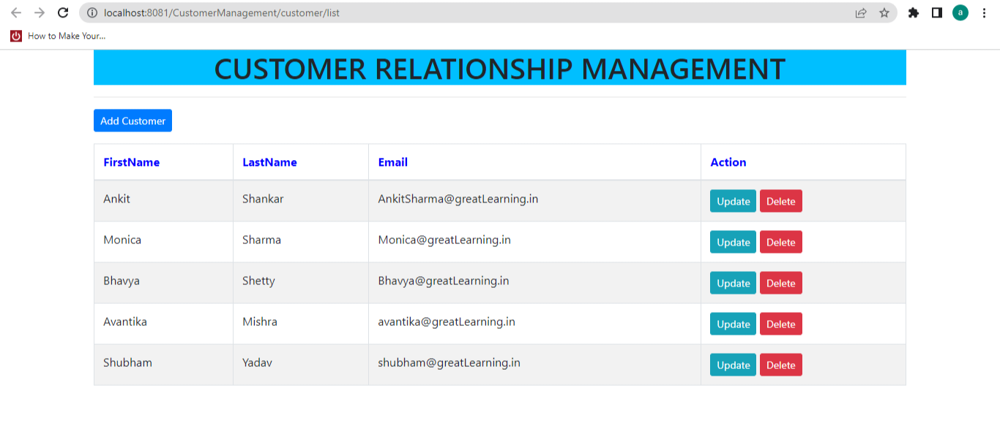 localhost:8081/CustomerManagement/customer/list
a
How to Make Your...
CUSTOMER RELATIONSHIP MANAGEMENT
Add Customer
FirstName LastName Email Action
Ankit Shankar AnkitSharma@greatLearning.in Update Delete
Monica Sharma Monica@greatLearning.in Update Delete
Bhavya Shetty Bhavya@greatLearning.in Update Delete
Avantika Mishra avantika@greatLearning.in Update Delete
Shubham Yadav shubham@greatLearning.in Update Delete